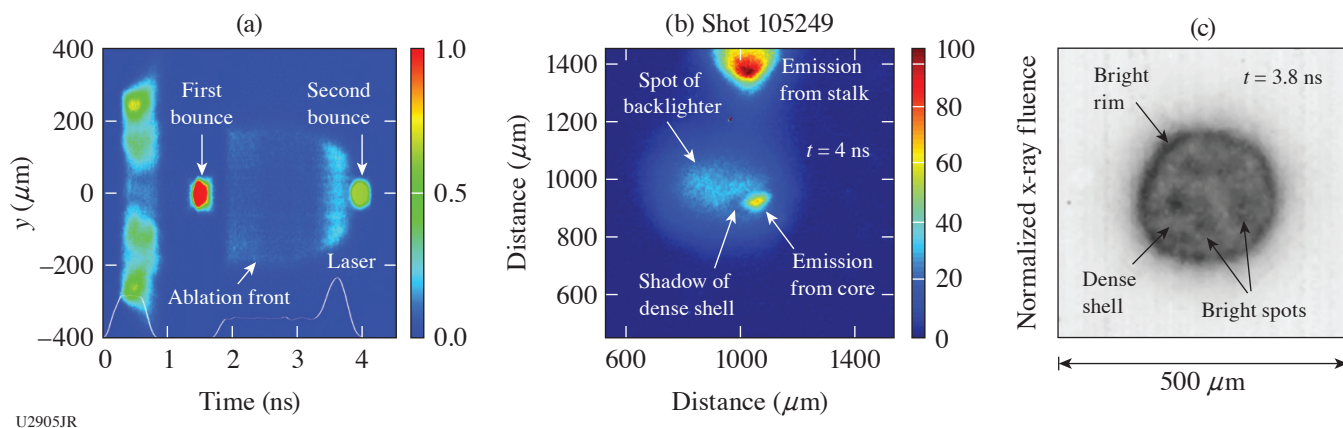 (a)
400
200
0
−200
−400
y (μm)
First
bounce
Second
bounce
Ablation front
Laser
0
1
2
3
4
Time (ns)
1.0
0.5
0.0
U2905JR
(b) Shot 105249
1400
1200
1000
800
600
Distance (μm)
Spot of
backlighter
Emission
from stalk
t = 4 ns
Shadow of
dense shell
Emission
from core
600
1000
1400
Distance (μm)
100
80
60
40
20
0
Normalized x-ray fluence
(c)
Bright
rim
t = 3.8 ns
Dense
shell
Bright spots
500 μm